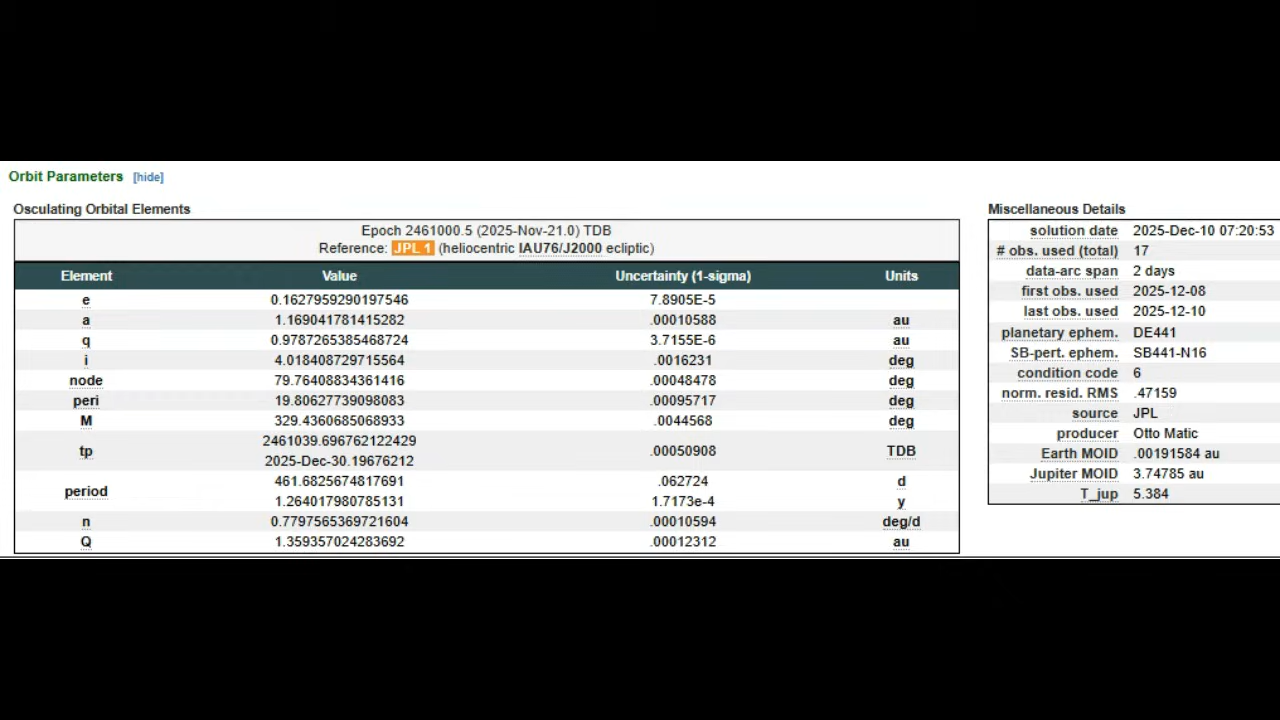 Orbit Parameters [hide]
Osculating Orbital Elements
Epoch 2461000.5 (2025-Nov-21.0) TDB
Reference: JPL 1 (heliocentric IAU76/J2000 ecliptic)
Element Value Uncertainty (1-sigma) Units
e 0.1627959290197546 7.8905E-5
a 1.169041781415282 .00010588 au
q 0.9787265385468724 3.7155E-6 au
i 4.018408729715564 .0016231 deg
node 79.76408834361416 .00048478 deg
peri 19.80627739098083 .00095717 deg
M 329.4360685068933 .0044568 deg
tp 2461039.696762122429 .00050908 TDB
2025-Dec-30.19676212
period 461.6825674817691 .062724 d
1.264017980785131 1.7173e-4 y
n 0.7797565369721604 .00010594 deg/d
Q 1.359357024283692 .00012312 au
Miscellaneous Details
solution date 2025-Dec-10 07:20:53
# obs. used (total) 17
data-arc span 2 days
first obs. used 2025-12-08
last obs. used 2025-12-10
planetary ephem. DE441
SB-pert. ephem. SB441-N16
condition code 6
norm. resid. RMS .47159
source JPL
producer Otto Matic
Earth MOID .00191584 au
Jupiter MOID 3.74785 au
T_jup 5.384